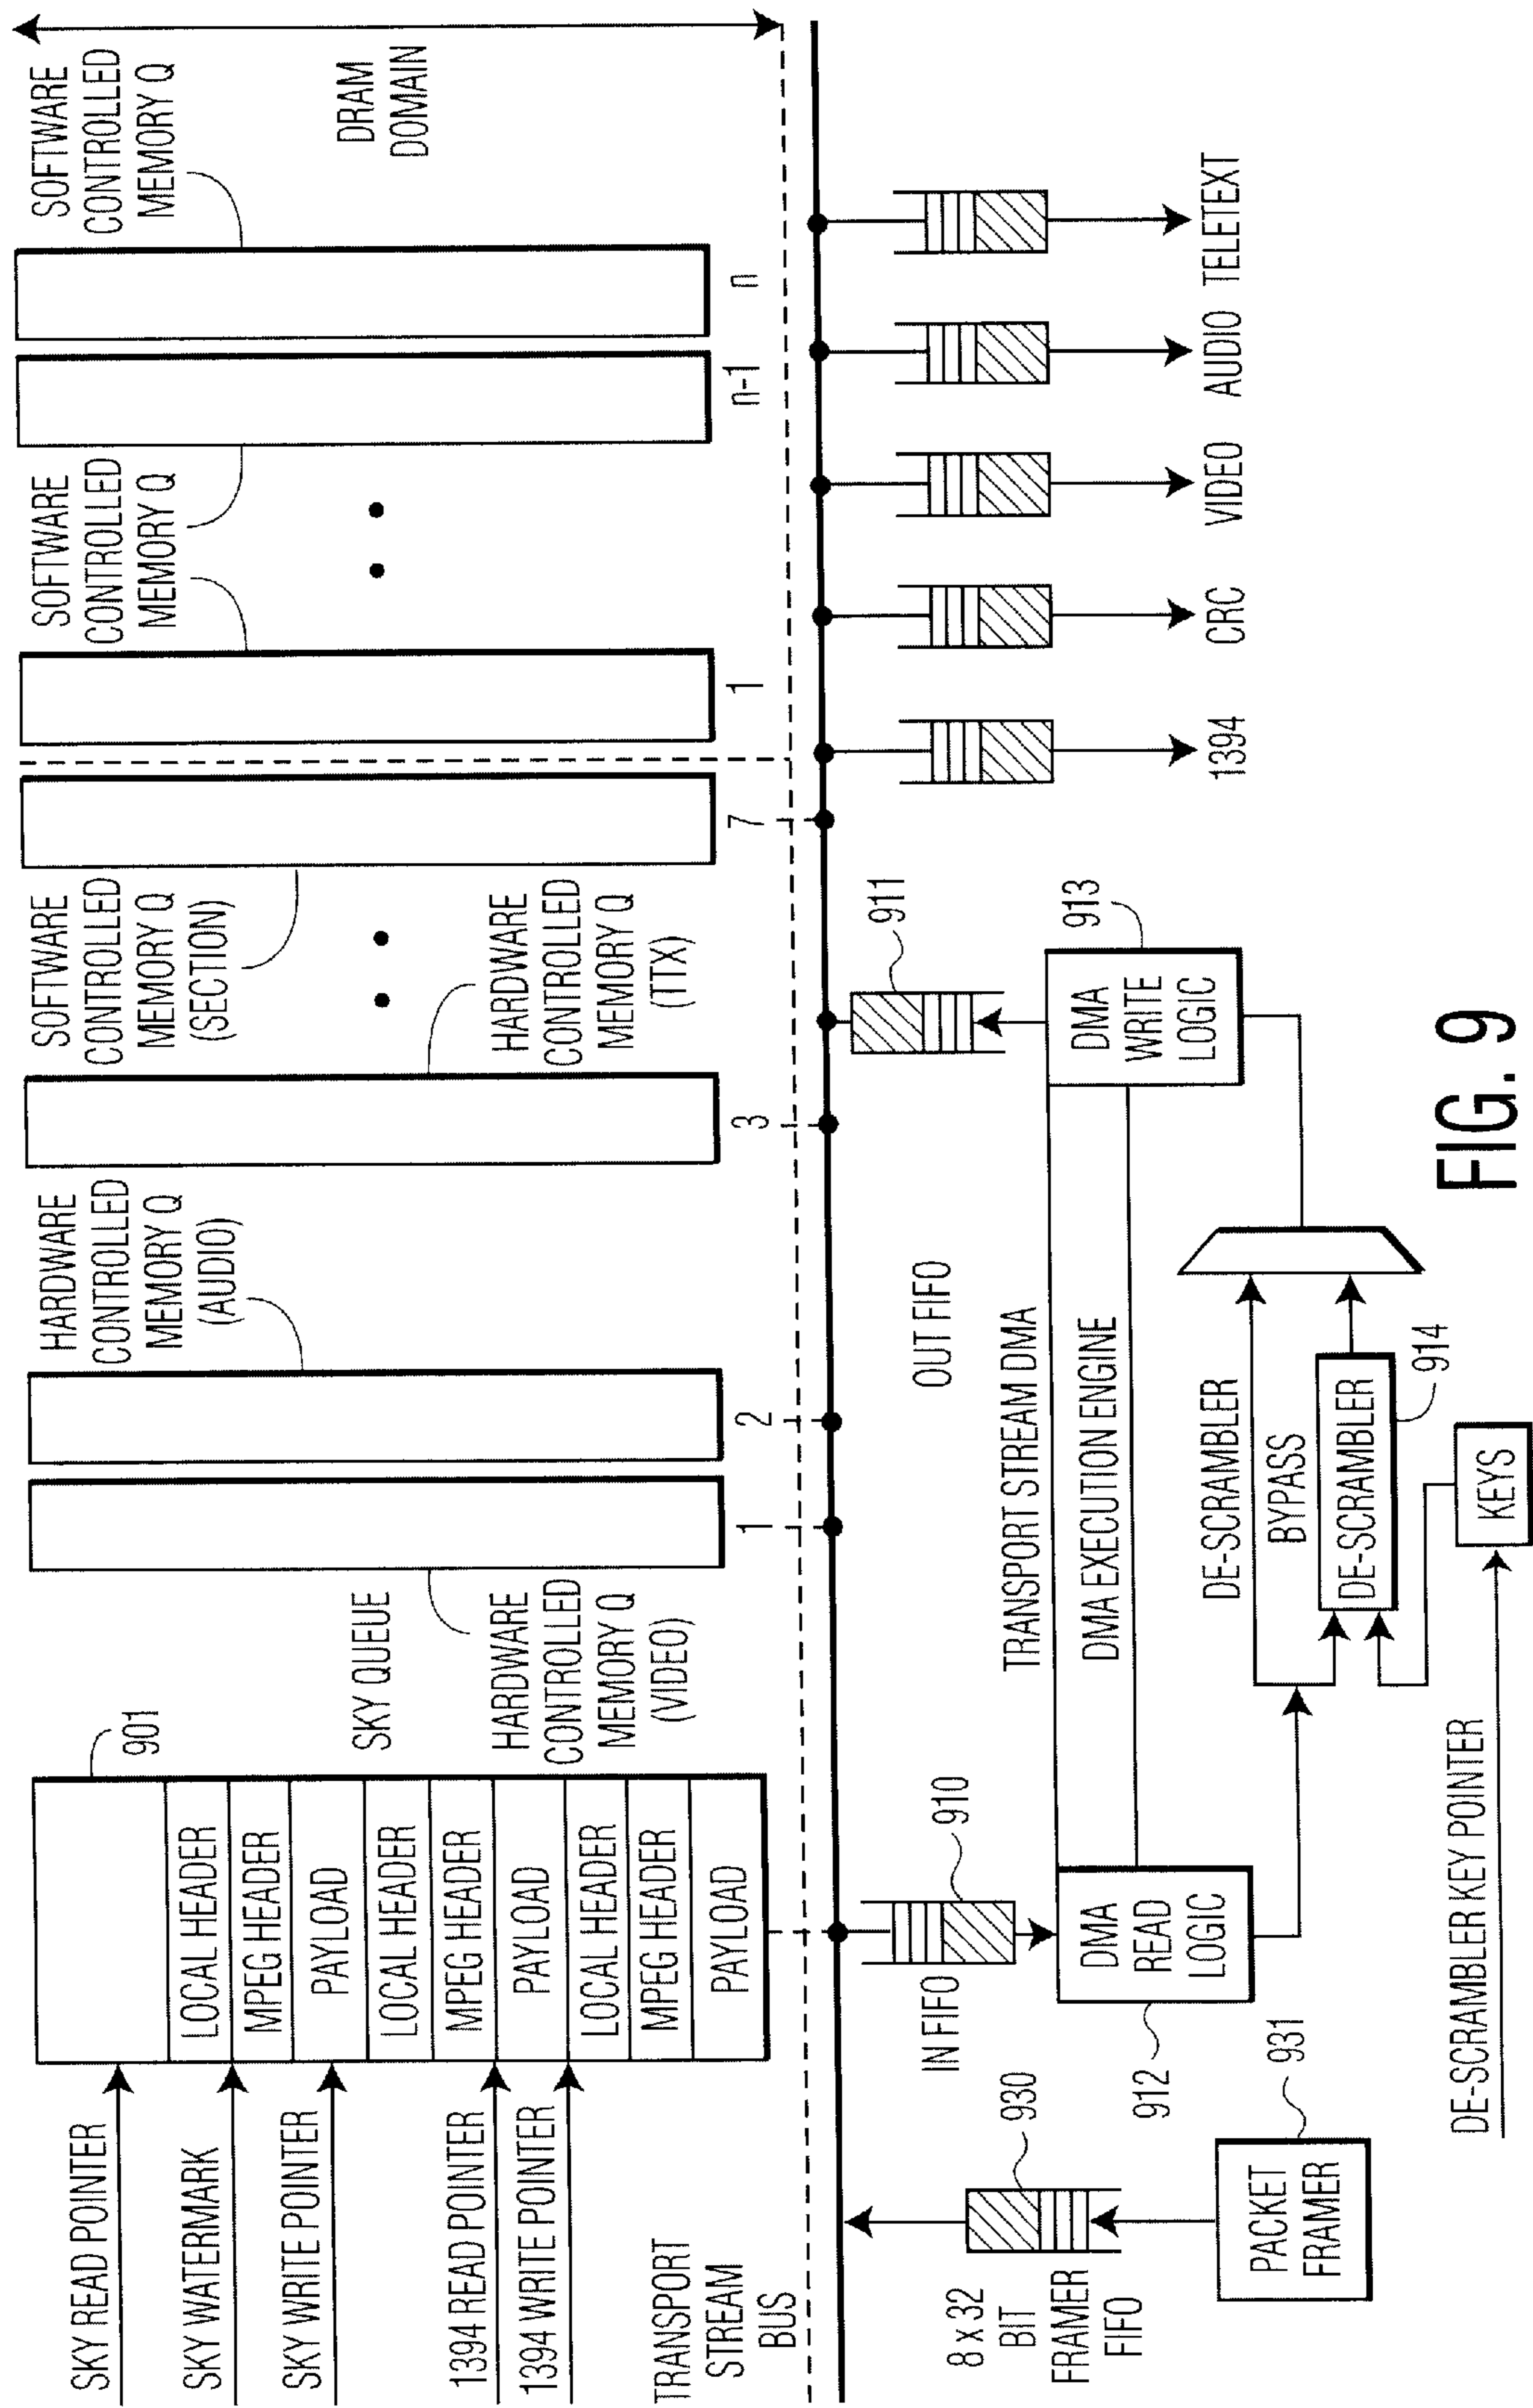 SKY READ POINTER
SKY WATERMARK
SKY WRITE POINTER
1394 READ POINTER
1394 WRITE POINTER
TRANSPORT
STREAM
BUS
901
LOCAL HEADER
MPEG HEADER
PAYLOAD
LOCAL HEADER
MPEG HEADER
PAYLOAD
LOCAL HEADER
MPEG HEADER
PAYLOAD
SKY QUEUE
HARDWARE
CONTROLLED
MEMORY Q
(VIDEO)
1
2
HARDWARE
CONTROLLED
MEMORY Q
(AUDIO)
3
HARDWARE
CONTROLLED
MEMORY Q
(TTX)
SOFTWARE
CONTROLLED
MEMORY Q
(SECTION)
7
1
SOFTWARE
CONTROLLED
MEMORY Q
SOFTWARE
CONTROLLED
MEMORY Q
n-1
n
SOFTWARE
CONTROLLED
MEMORY Q
DRAM
DOMAIN
8 x 32
BIT
FRAMER
FIFO
930
PACKET
FRAMER
931
IN FIFO
910
DMA
READ
LOGIC
912
TRANSPORT STREAM DMA
DMA EXECUTION ENGINE
OUT FIFO
911
DMA
WRITE
LOGIC
913
DE-SCRAMBLER
BYPASS
DE-SCRAMBLER
914
KEYS
DE-SCRAMBLER KEY POINTER
1394
CRC
VIDEO
AUDIO
TELETEXT
FIG. 9